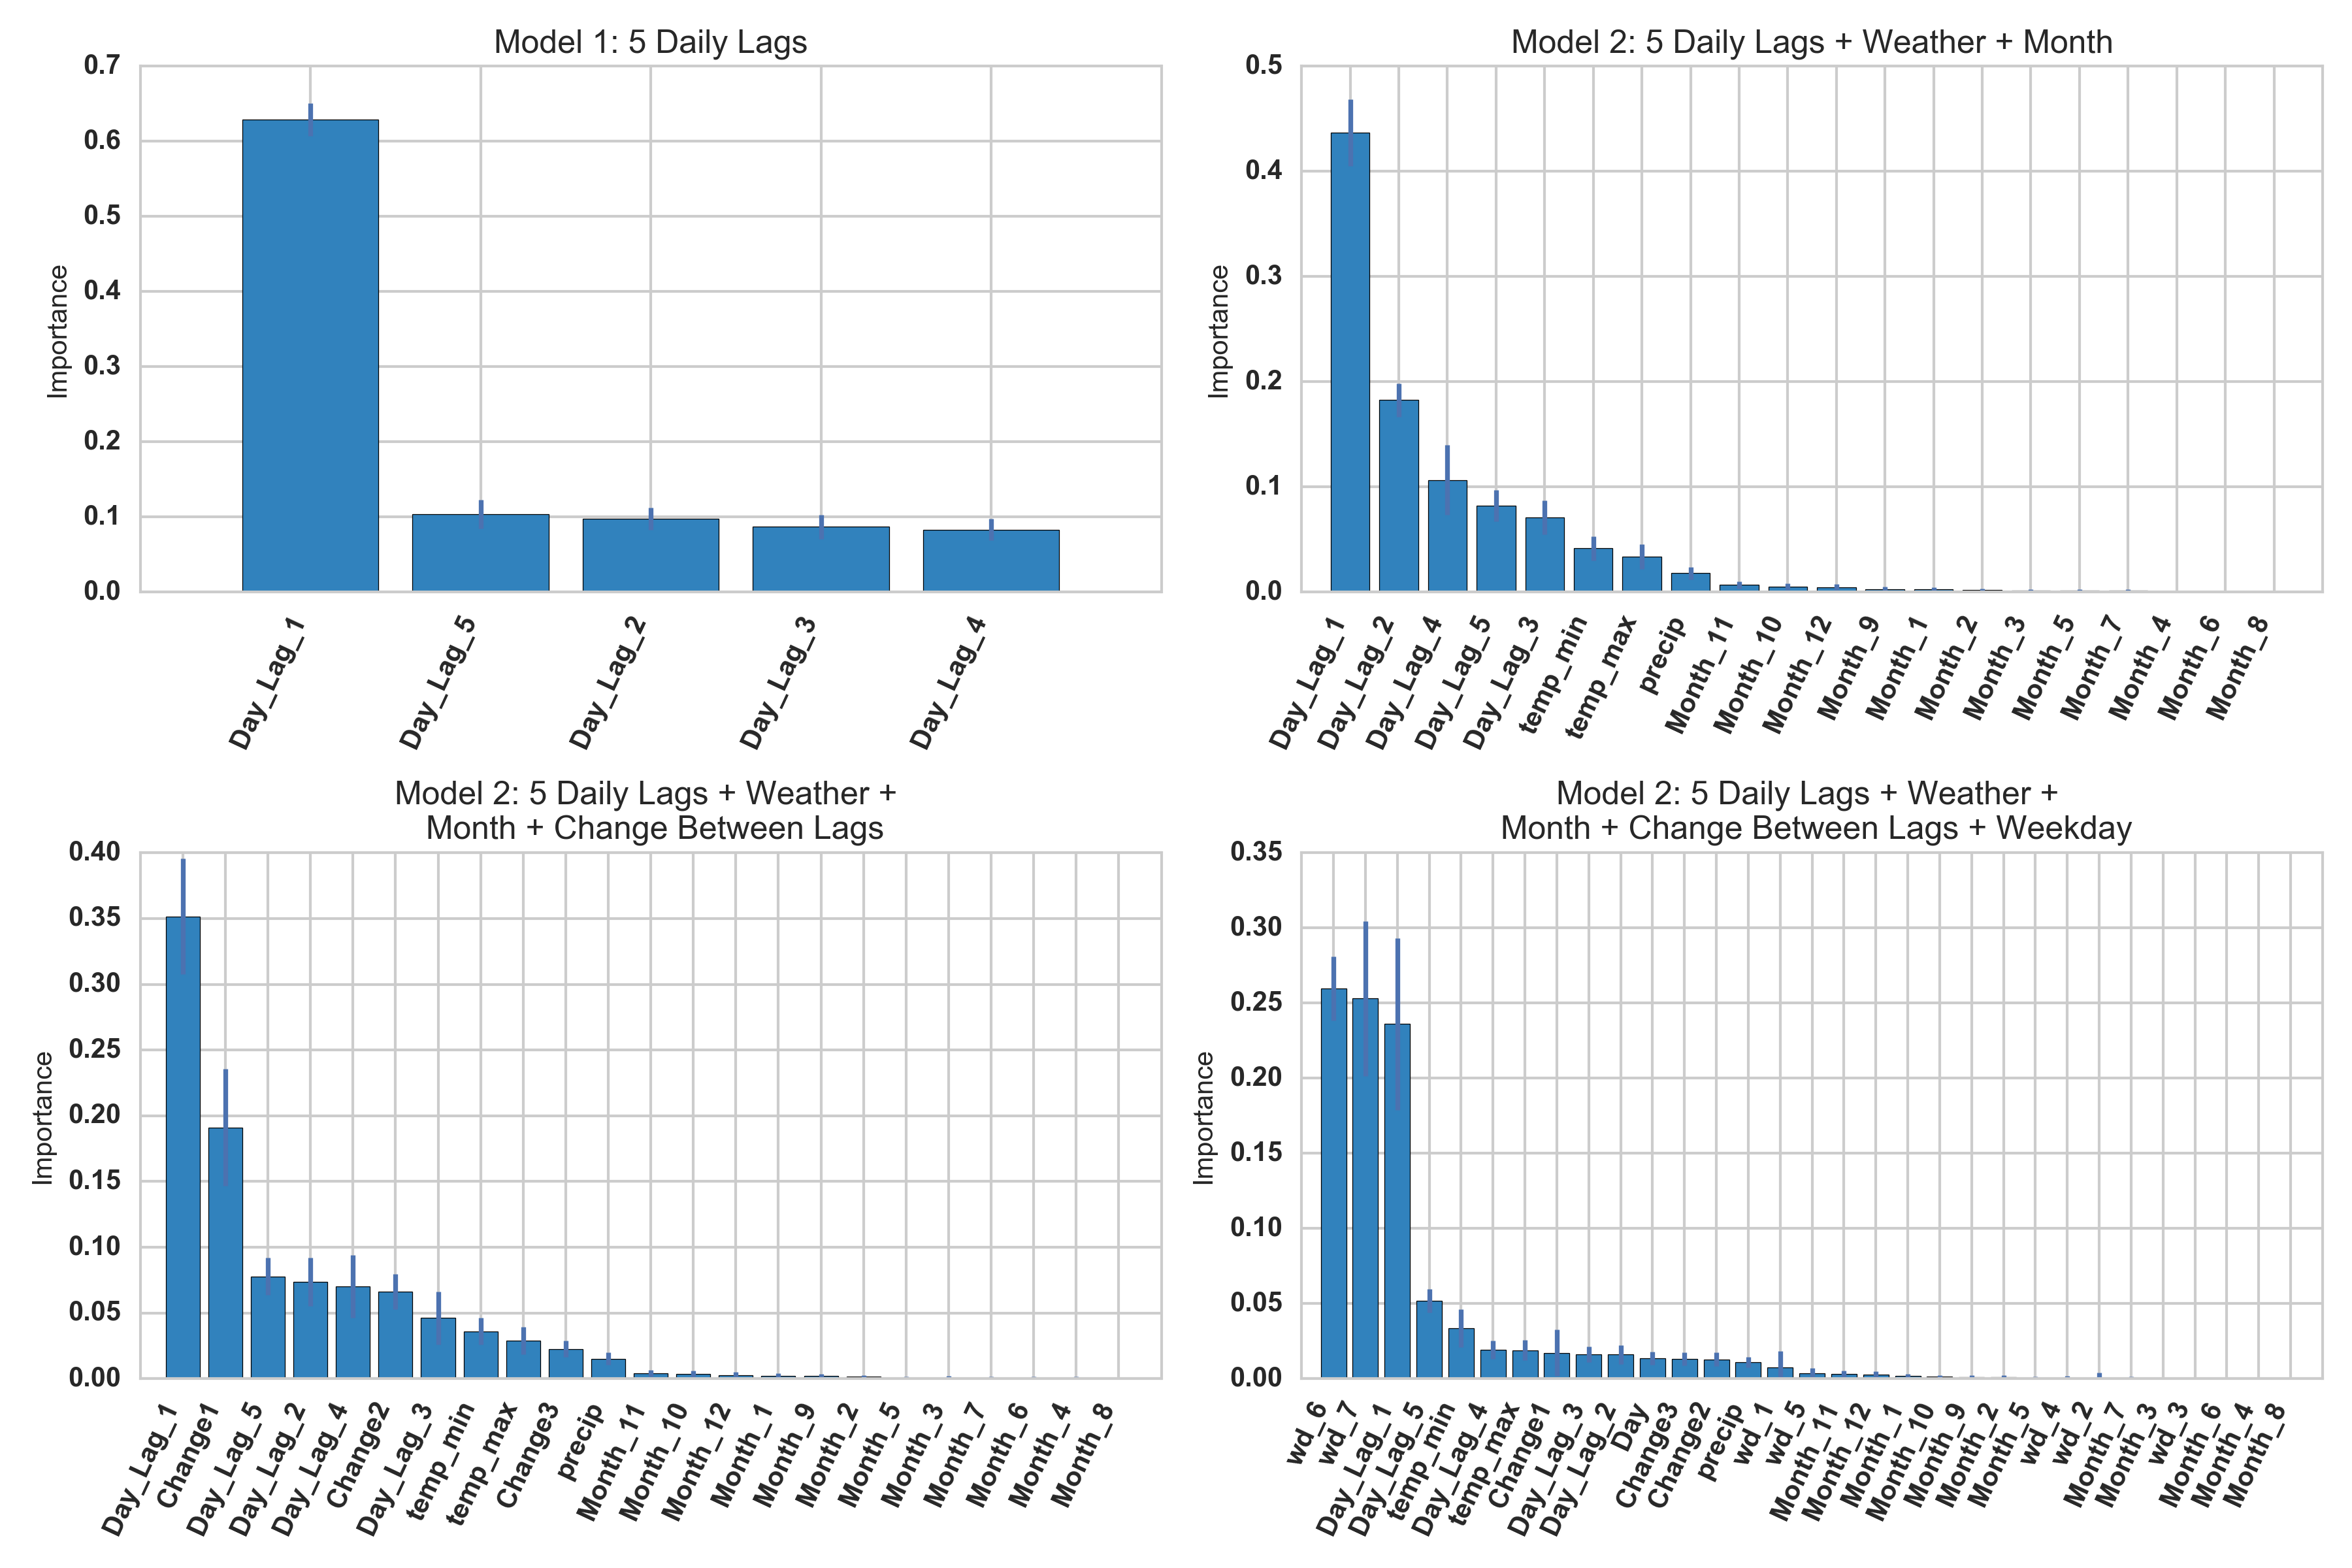 Model 1: 5 Daily Lags
Importance
0.7
0.6
0.5
0.4
0.3
0.2
0.1
0.0
Day_Lag_1
Day_Lag_5
Day_Lag_2
Day_Lag_3
Day_Lag_4
Model 2: 5 Daily Lags + Weather + Month
Importance
0.5
0.4
0.3
0.2
0.1
0.0
Day_Lag_1
Day_Lag_2
Day_Lag_4
Day_Lag_5
Day_Lag_3
temp_min
temp_max
precip
Month_11
Month_10
Month_12
Month_9
Month_1
Month_2
Month_3
Month_5
Month_7
Month_4
Month_6
Month_8
Model 2: 5 Daily Lags + Weather +
Month + Change Between Lags
Importance
0.40
0.35
0.30
0.25
0.20
0.15
0.10
0.05
0.00
Day_Lag_1
Change1
Day_Lag_5
Day_Lag_2
Day_Lag_4
Change2
Day_Lag_3
temp_min
temp_max
Change3
precip
Month_11
Month_10
Month_12
Month_1
Month_9
Month_2
Month_5
Month_3
Month_7
Month_6
Month_4
Month_8
Model 2: 5 Daily Lags + Weather +
Month + Change Between Lags + Weekday
Importance
0.35
0.30
0.25
0.20
0.15
0.10
0.05
0.00
wd_6
wd_7
Day_Lag_1
Day_Lag_5
temp_min
Day_Lag_4
temp_max
Change1
Day_Lag_3
Day_Lag_2
Day
Change3
Change2
precip
wd_1
wd_5
Month_11
Month_12
Month_1
Month_10
Month_9
Month_2
Month_5
wd_4
wd_2
Month_7
Month_3
wd_3
Month_6
Month_4
Month_8